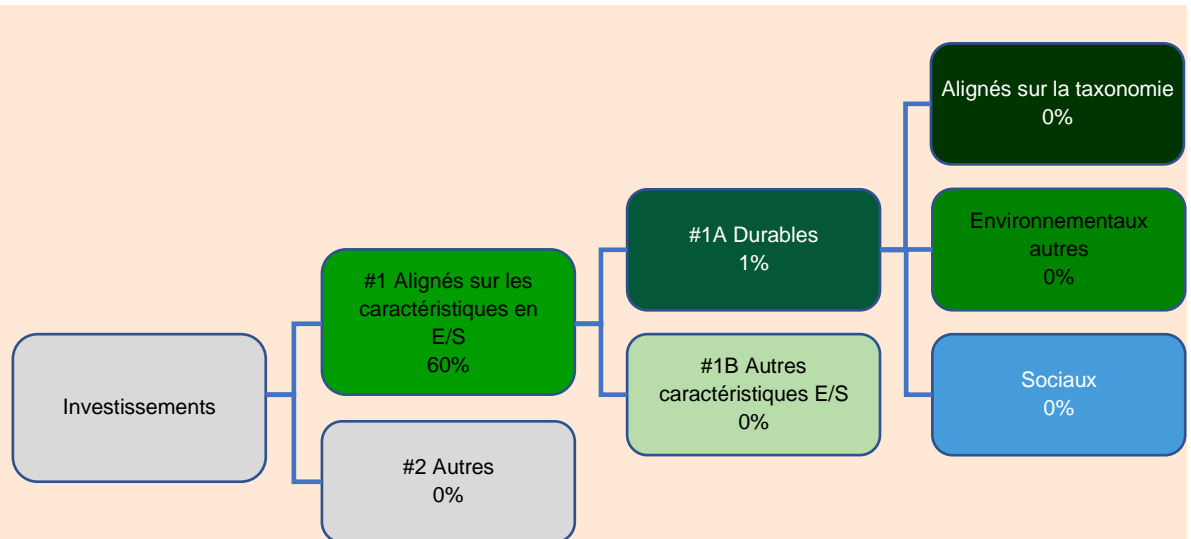 Investissements
#1 Alignés sur les
caractéristiques en
E/S
60%
#2 Autres
0%
#1A Durables
1%
#1B Autres
caractéristiques E/S
0%
Alignés sur la taxonomie
0%
Environnementaux
autres
0%
Sociaux
0%